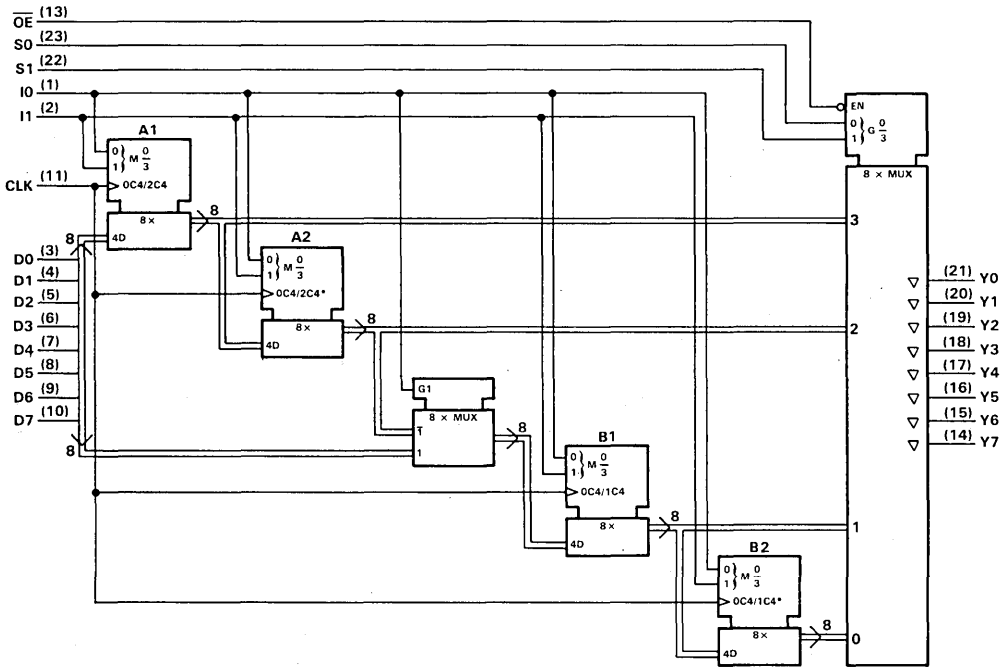 OE (13)
S0 (23)
S1 (22)
I0 (1)
I1 (2)
A1
0
1 } M 0/3
CLK (11)
0C4/2C4
8×
8
8
4D
D0 (3)
D1 (4)
D2 (5)
D3 (6)
D4 (7)
D5 (8)
D6 (9)
D7 (10)
8
A2
0
1 } M 0/3
0C4/2C4*
8×
8
4D
G1
8 × MUX
1
1
8
B1
0
1 } M 0/3
0C4/1C4
8×
8
4D
B2
0
1 } M 0/3
0C4/1C4*
8×
8
4D
EN
0
1 } G 0/3
8 × MUX
3
2
1
0
▽ (21) Y0
▽ (20) Y1
▽ (19) Y2
▽ (18) Y3
▽ (17) Y4
▽ (16) Y5
▽ (15) Y6
▽ (14) Y7